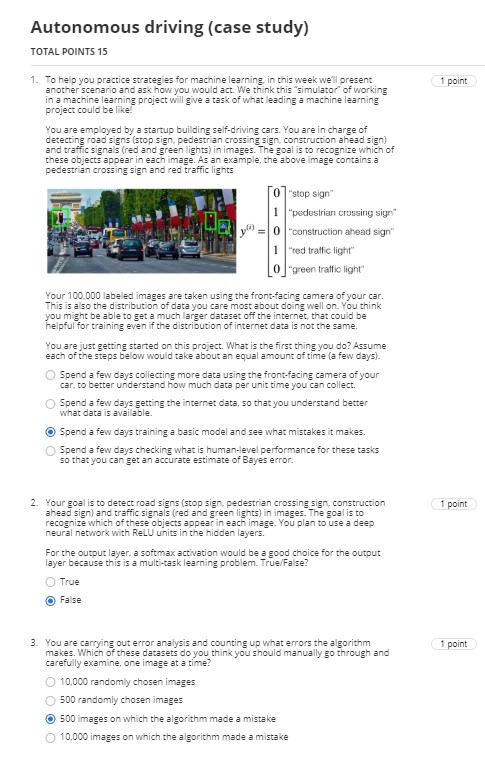 Autonomous driving (case study)
TOTAL POINTS 15
1. To help you practice strategies for machine learning, in this week we'll present
another scenario and ask how you would act. We think this "simulator" of working
in a machine learning project will give a task of what leading a machine learning
project could be like!
1 point
You are employed by a startup building self-driving cars. You are in charge of
detecting road signs (stop sign, pedestrian crossing sign, construction ahead sign)
and traffic signals (red and green lights) in images. The goal is to recognize which of
these objects appear in each image. As an example, the above image contains a
pedestrian crossing sign and red traffic lights
0 "stop sign"
1 "pedestrian crossing sign"
y(i) = 0 "construction ahead sign"
1 "red traffic light"
0 "green traffic light"
Your 100,000 labeled images are taken using the front-facing camera of your car.
This is also the distribution of data you care most about doing well on. You think
you might be able to get a much larger dataset off the internet, that could be
helpful for training even if the distribution of internet data is not the same.
You are just getting started on this project. What is the first thing you do? Assume
each of the steps below would take about an equal amount of time (a few days).
Spend a few days collecting more data using the front-facing camera of your
car, to better understand how much data per unit time you can collect.
Spend a few days getting the internet data, so that you understand better
what data is available.
Spend a few days training a basic model and see what mistakes it makes.
Spend a few days checking what is human-level performance for these tasks
so that you can get an accurate estimate of Bayes error.
2. Your goal is to detect road signs (stop sign, pedestrian crossing sign, construction
ahead sign) and traffic signals (red and green lights) in images. The goal is to
recognize which of these objects appear in each image. You plan to use a deep
neural network with ReLU units in the hidden layers.
1 point
For the output layer, a softmax activation would be a good choice for the output
layer because this is a multi-task learning problem. True/False?
True
False
3. You are carrying out error analysis and counting up what errors the algorithm
makes. Which of these datasets do you think you should manually go through and
carefully examine, one image at a time?
1 point
10,000 randomly chosen images
500 randomly chosen images
500 images on which the algorithm made a mistake
10,000 images on which the algorithm made a mistake